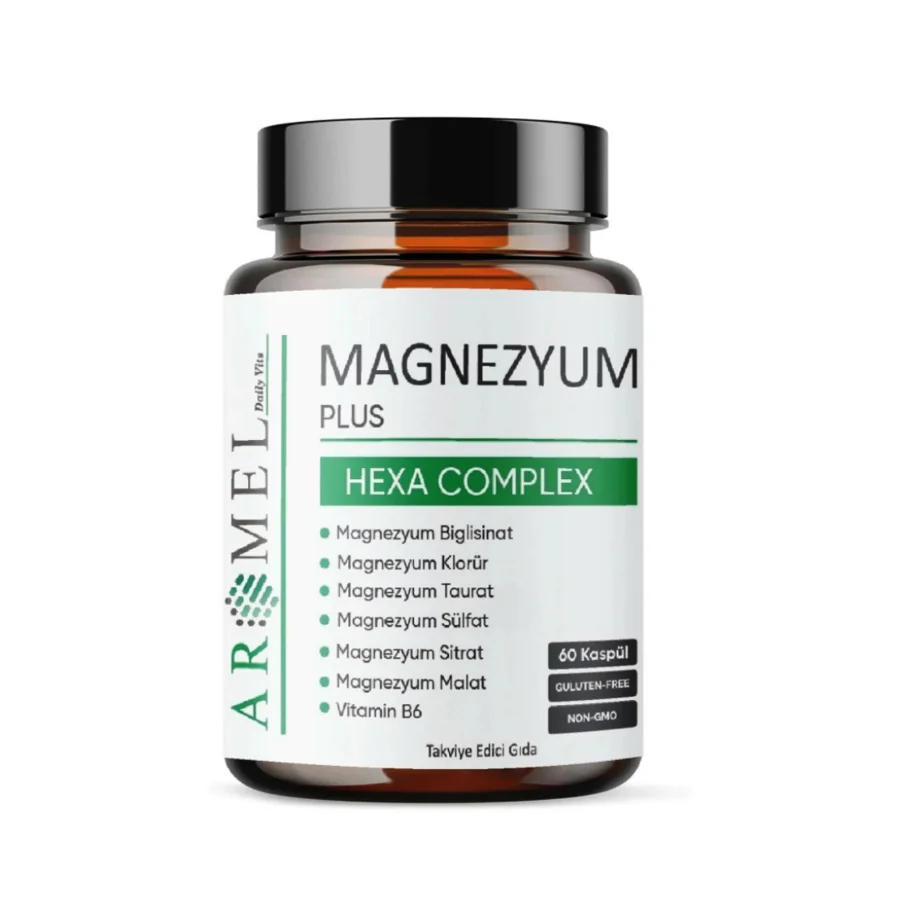 AROMEL
Daily Vits
MAGNEZYUM
PLUS
HEXA COMPLEX
Magnezyum Biglisinat
Magnezyum Klorür
Magnezyum Taurat
Magnezyum Sülfat
Magnezyum Sitrat
Magnezyum Malat
Vitamin B6
60 Kaspül
GULUTEN-FREE
NON-GMO
Takviye Edici Gıda